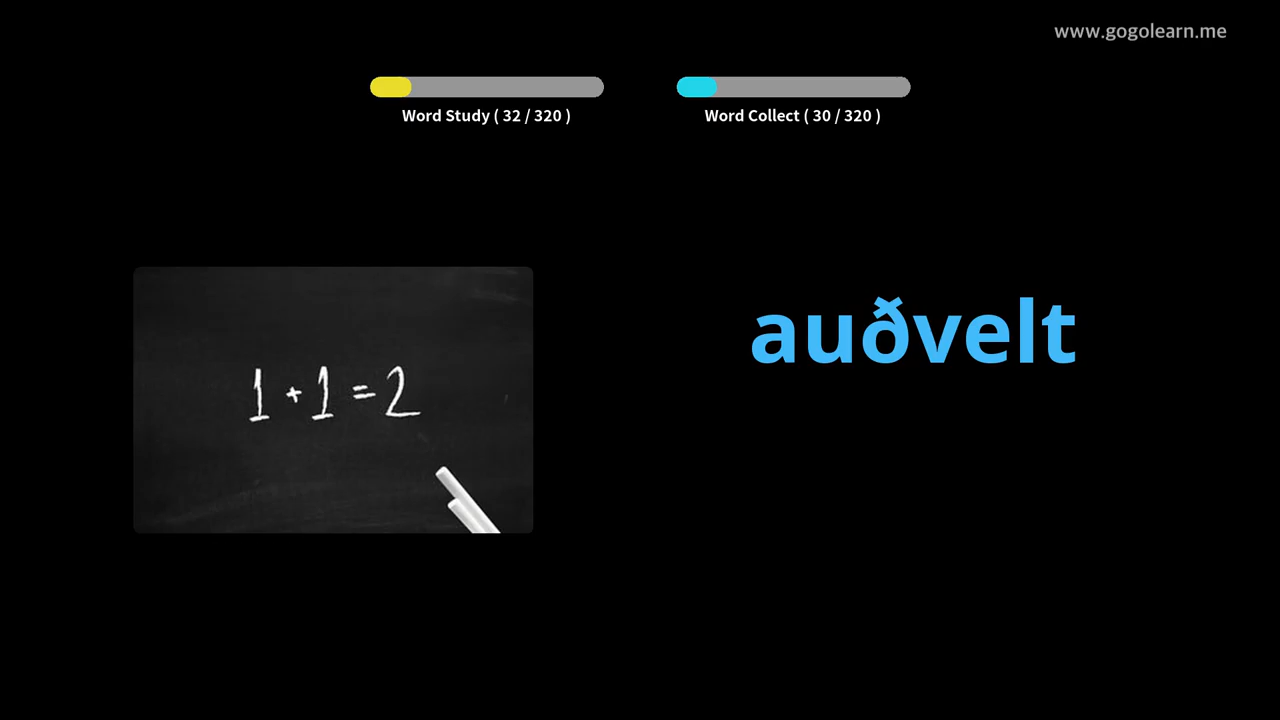 www.gogolearn.me
Word Study ( 32 / 320 )
Word Collect ( 30 / 320 )
1 + 1 = 2
auðvelt